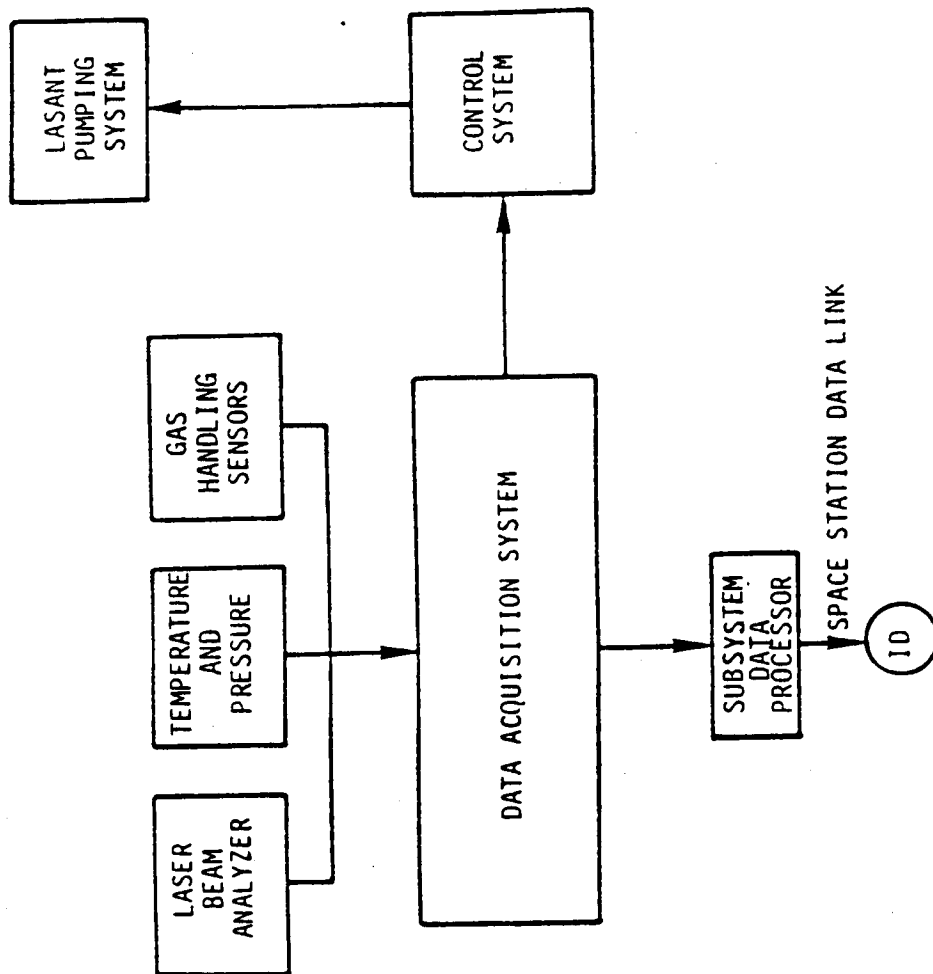 LASER
BEAM
ANALYZER
TEMPERATURE
AND
PRESSURE
GAS
HANDLING
SENSORS
LASANT
PUMPING
SYSTEM
DATA ACQUISITION SYSTEM
CONTROL
SYSTEM
SUBSYSTEM
DATA
PROCESSOR
SPACE STATION DATA LINK
ID